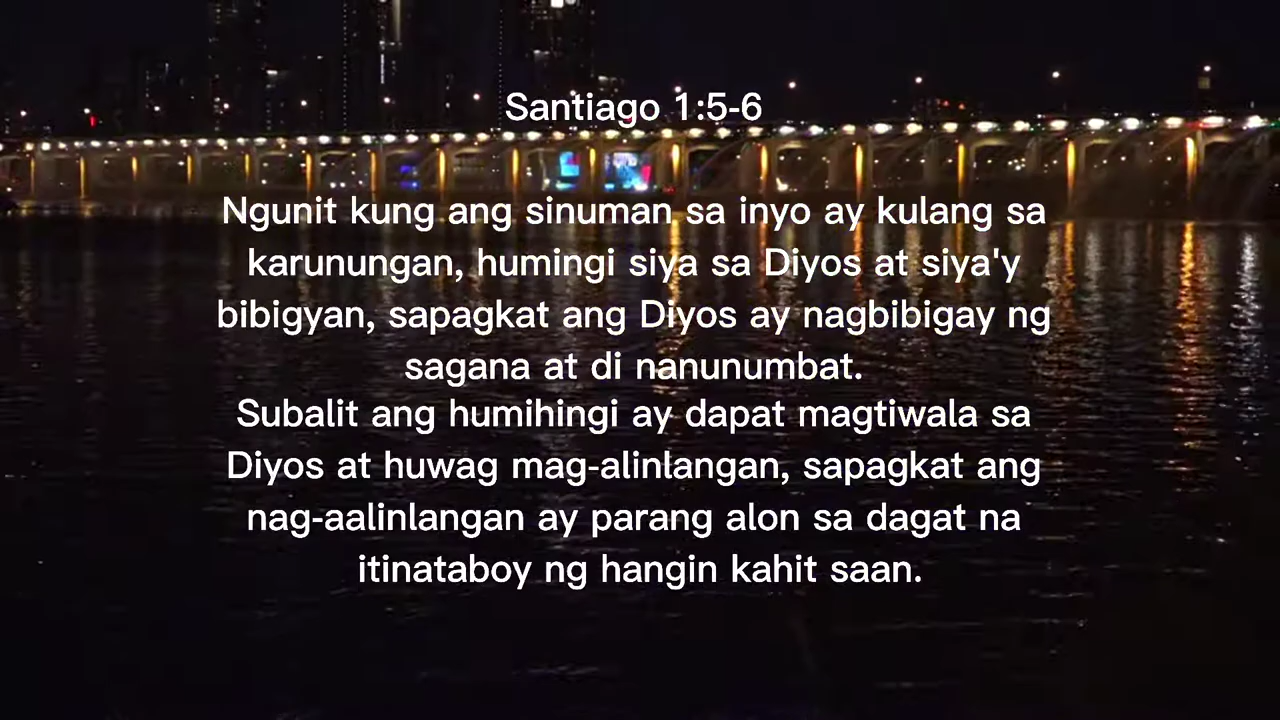 Santiago 1:5-6
Ngunit kung ang sinuman sa inyo ay kulang sa
karunungan, humingi siya sa Diyos at siya'y
bibigyan, sapagkat ang Diyos ay nagbibigay ng
sagana at di nanunumbat.
Subalit ang humihingi ay dapat magtiwala sa
Diyos at huwag mag-alinlangan, sapagkat ang
nag-aalinlangan ay parang alon sa dagat na
itinataboy ng hangin kahit saan.